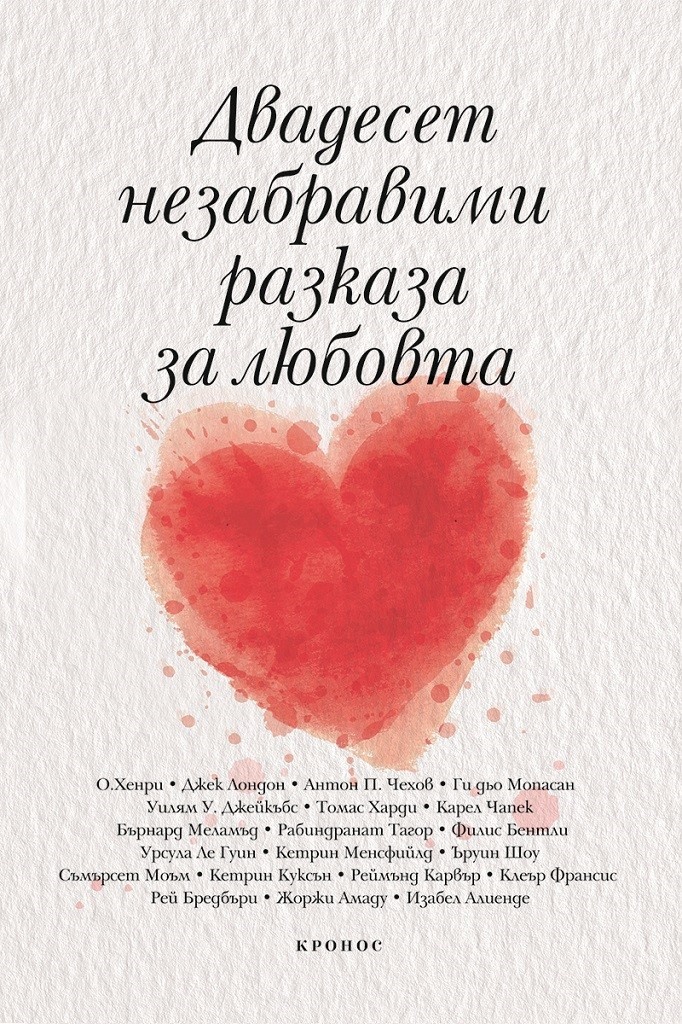 Двадесет
незабравими
разказа
за любовта
О.Хенри • Джек Лондон • Антон П. Чехов • Ги дьо Мопасан
Уилям У. Джейкъбс • Томас Харди • Карел Чапек
Бърнард Меламъд • Рабиндранат Тагор • Филис Бентли
Урсула Ле Гуин • Кетрин Менсфийлд • Ъруин Шоу
Съмърсет Моъм • Кетрин Куксън • Реймънд Карвър • Клеър Франсис
Рей Бредбъри • Жоржи Амаду • Изабел Алиенде
КРОНОС